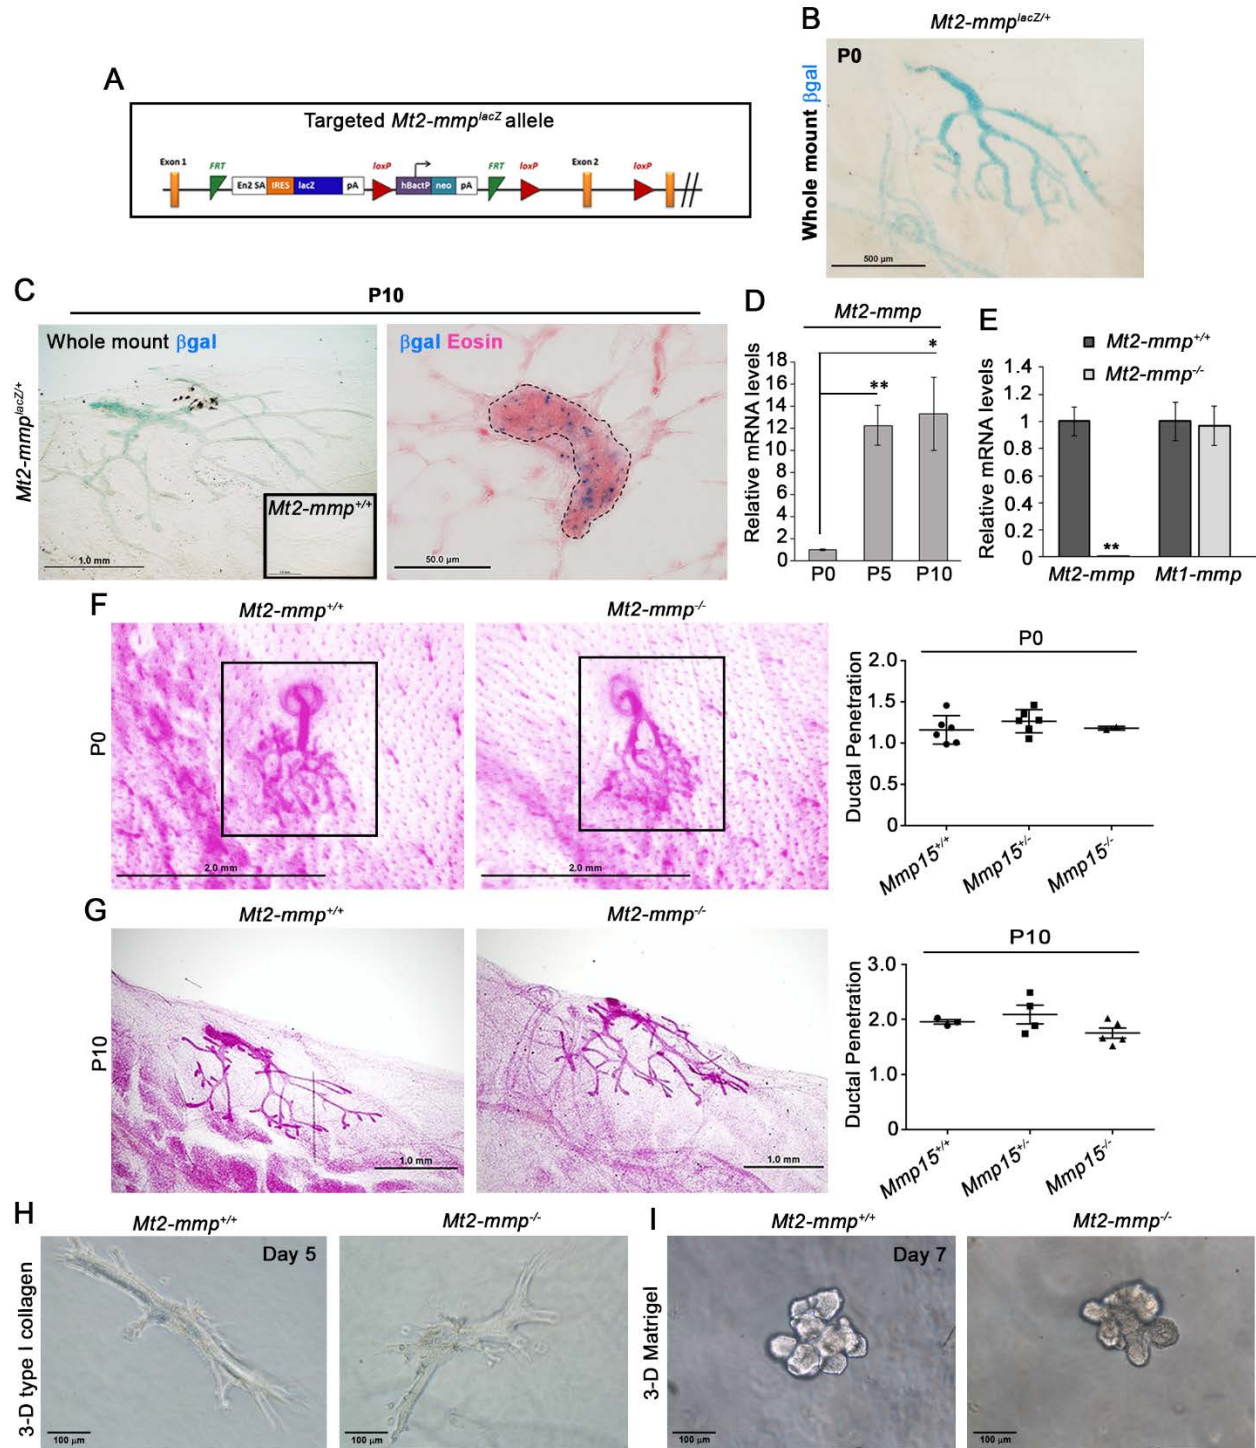 A
Targeted Mt2-mmp^lacZ allele
Exon 1
FRT
En2 SA
IRES
lacZ
pA
loxP
hBactP
neo
pA
FRT
loxP
Exon 2
loxP
B
Mt2-mmp^lacZ/+
Whole mount βgal
P0
500 µm
C
P10
Mt2-mmp^lacZ/+
Whole mount βgal
1.0 mm
Mt2-mmp^+/+
βgal Eosin
50.0 µm
D
Mt2-mmp
Relative mRNA levels
18
16
14
12
10
8
6
4
2
0
**
*
P0
P5
P10
E
Mt2-mmp^+/+
Mt2-mmp^-/-
Relative mRNA levels
1.4
1.2
1
0.8
0.6
0.4
0.2
0
**
Mt2-mmp
Mt1-mmp
F
Mt2-mmp^+/+
Mt2-mmp^-/-
P0
2.0 mm
2.0 mm
P0
Ductal Penetration
2.0
1.5
1.0
0.5
0
Mmp15^+/+
Mmp15^+/-
Mmp15^-/-
G
Mt2-mmp^+/+
Mt2-mmp^-/-
P10
1.0 mm
1.0 mm
P10
Ductal Penetration
3.0
2.0
1.0
0
Mmp15^+/+
Mmp15^+/-
Mmp15^-/-
H
Mt2-mmp^+/+
Mt2-mmp^-/-
3-D type I collagen
Day 5
100 µm
100 µm
I
Mt2-mmp^+/+
Mt2-mmp^-/-
3-D Matrigel
Day 7
100 µm
100 µm